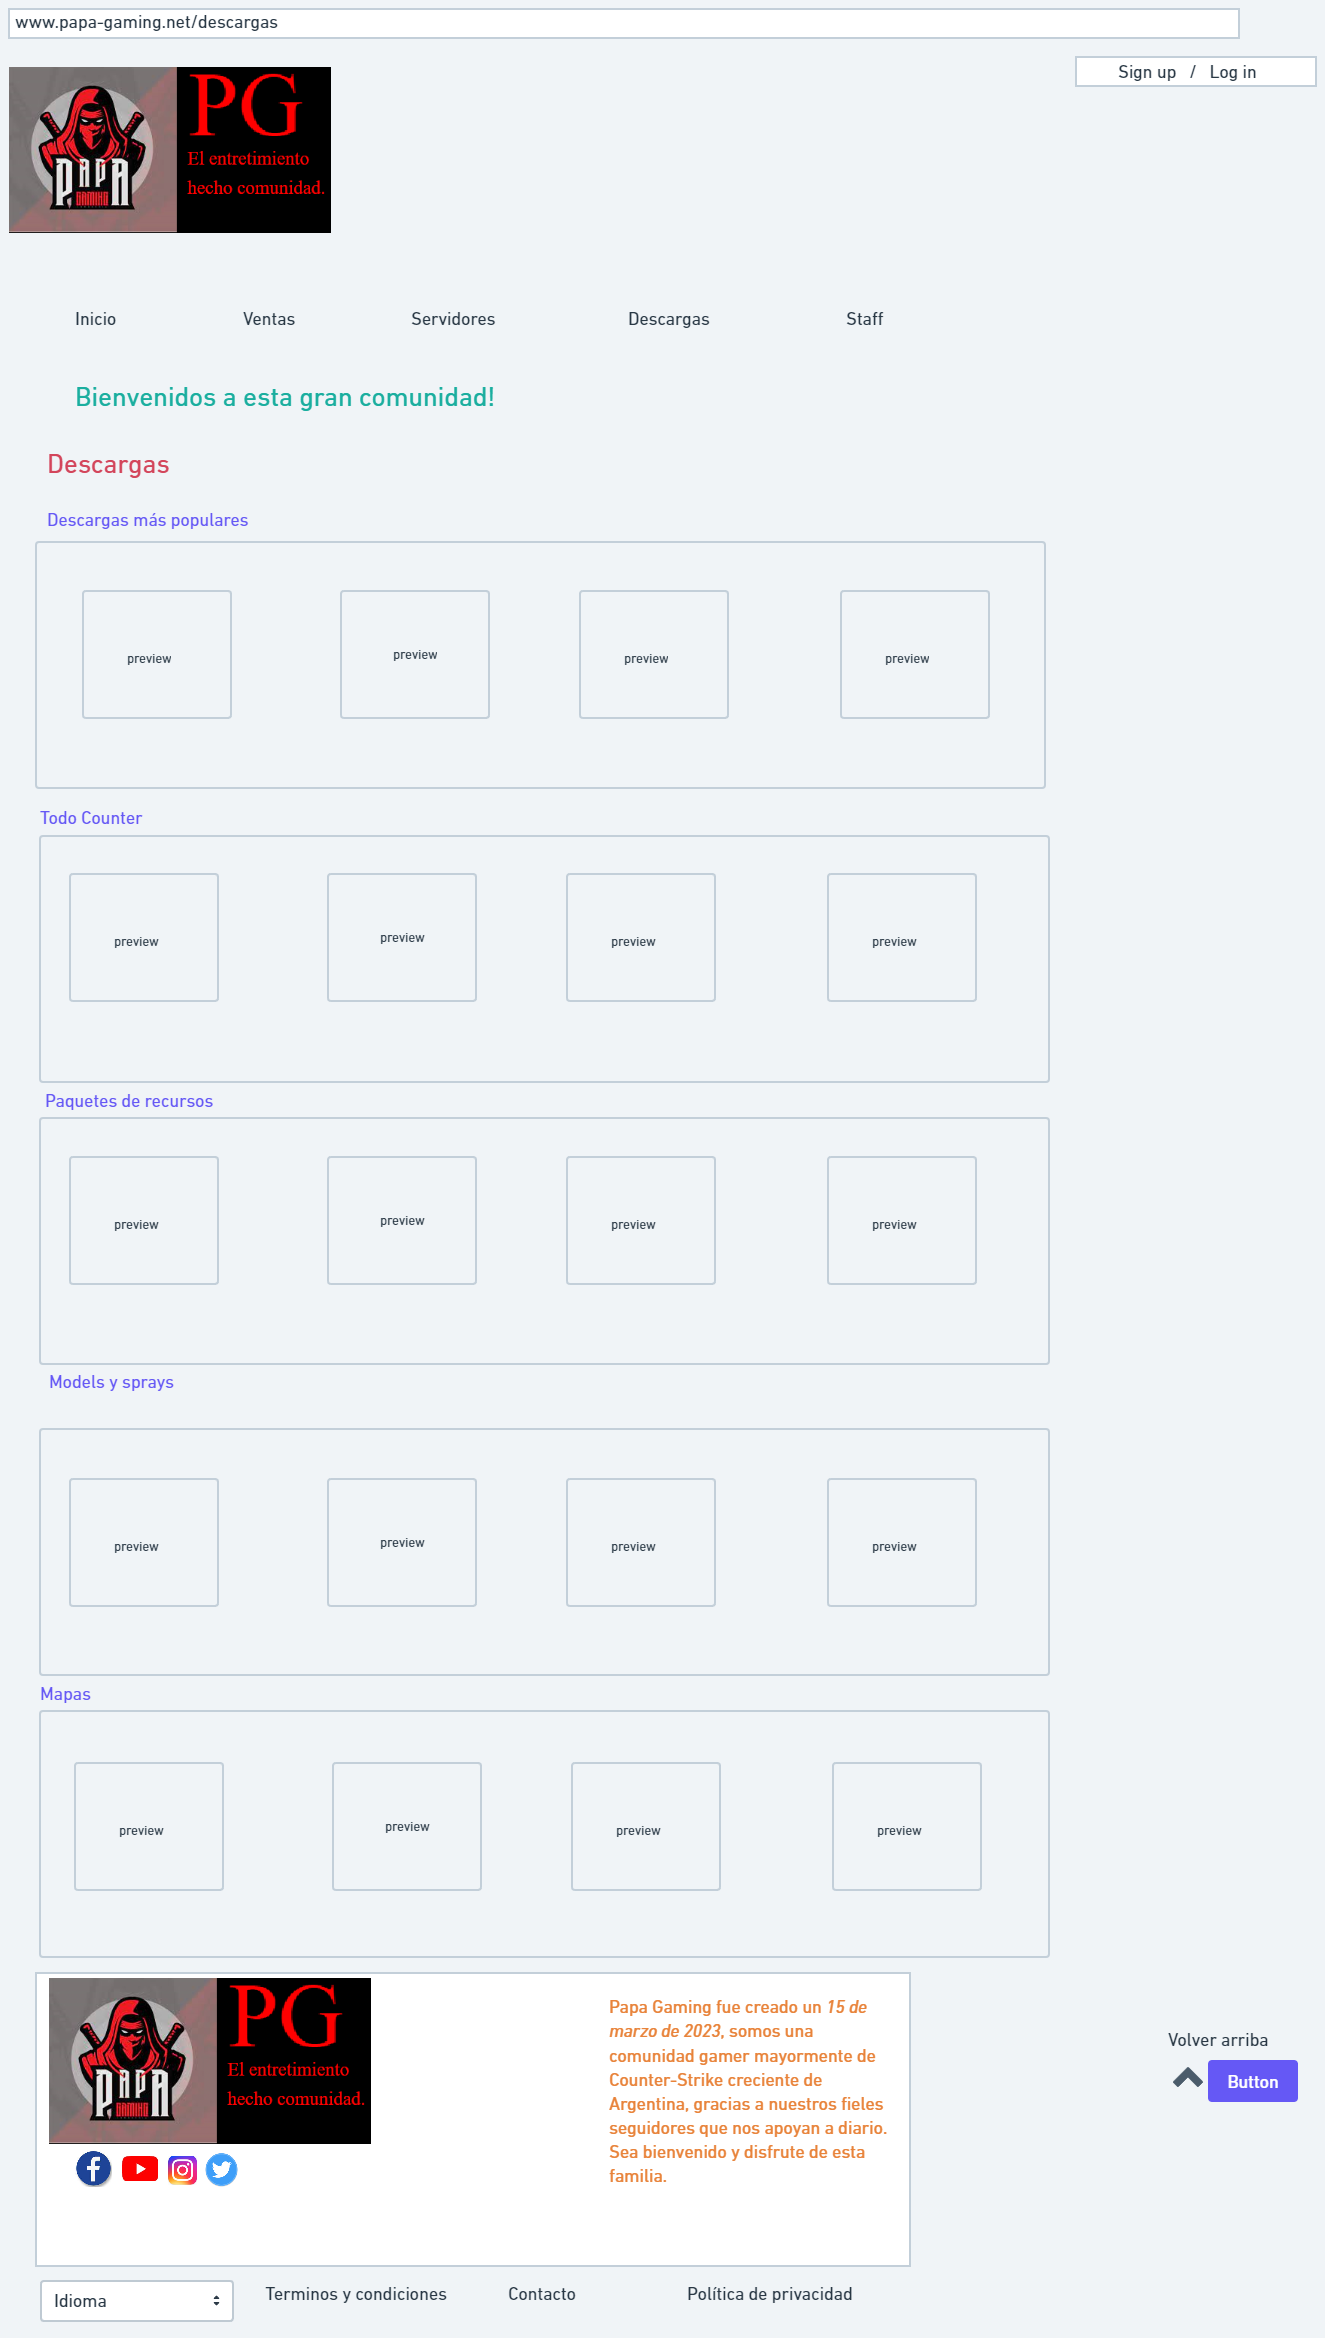 www.papa-gaming.net/descargas
Sign up / Log in
PAPA
GAMING
PG
El entretimiento
hecho comunidad.
Inicio Ventas Servidores Descargas Staff
Bienvenidos a esta gran comunidad!
Descargas
Descargas más populares
preview preview preview preview
Todo Counter
preview preview preview preview
Paquetes de recursos
preview preview preview preview
Models y sprays
preview preview preview preview
Mapas
preview preview preview preview
PAPA
GAMING
PG
El entretimiento
hecho comunidad.
Papa Gaming fue creado un 15 de
marzo de 2023, somos una
comunidad gamer mayormente de
Counter-Strike creciente de
Argentina, gracias a nuestros fieles
seguidores que nos apoyan a diario.
Sea bienvenido y disfrute de esta
familia.
Volver arriba
Button
Idioma
Terminos y condiciones Contacto Política de privacidad